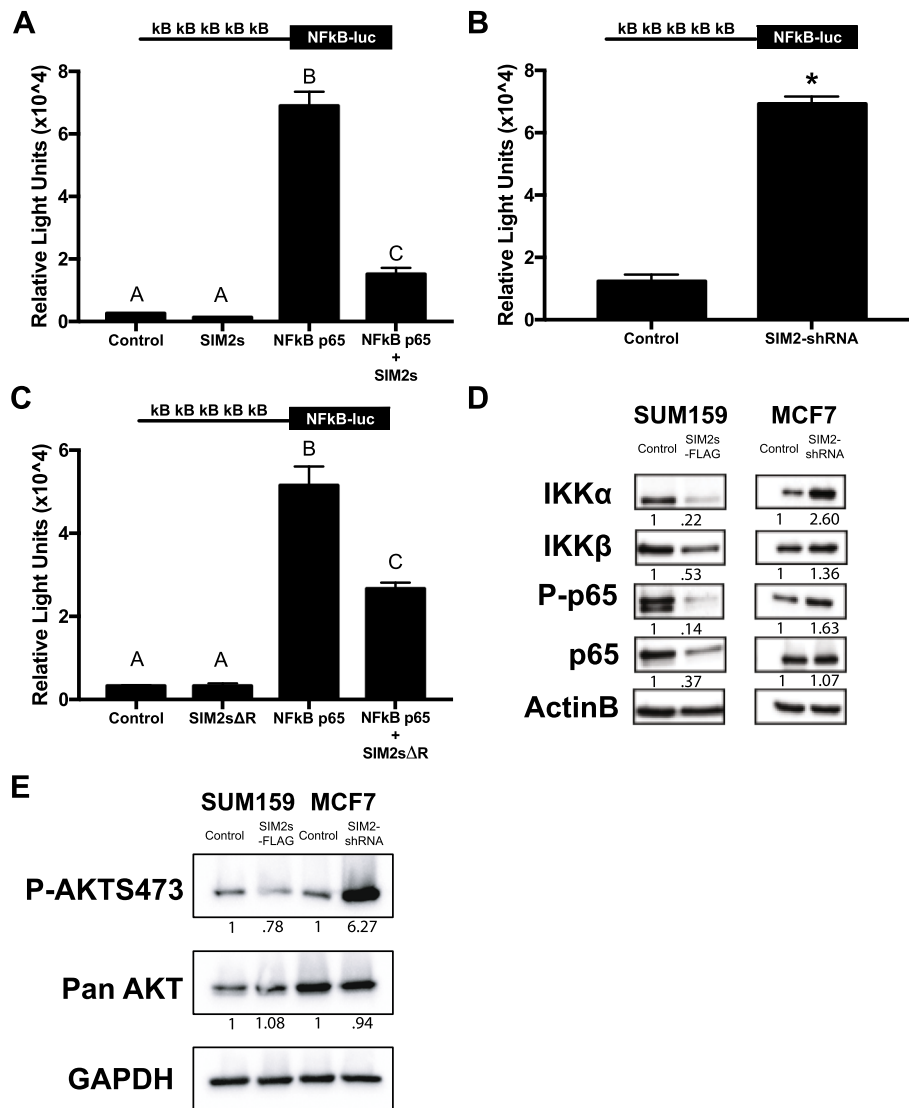 A
kB kB kB kB kB
NFkB-luc
Relative Light Units (x10^4)
8
6
4
2
0
A
A
B
C
Control
SIM2s
NFkB p65
NFkB p65
+
SIM2s
B
kB kB kB kB kB
NFkB-luc
Relative Light Units (x10^4)
8
6
4
2
0
*
Control
SIM2-shRNA
C
kB kB kB kB kB
NFkB-luc
Relative Light Units (x10^4)
6
4
2
0
A
A
B
C
Control
SIM2sΔR
NFkB p65
NFkB p65
+
SIM2sΔR
D
SUM159 MCF7
Control SIM2s
-FLAG Control SIM2-
shRNA
IKKα
1 .22 1 2.60
IKKβ
1 .53 1 1.36
P-p65
1 .14 1 1.63
p65
1 .37 1 1.07
ActinB
E
SUM159 MCF7
Control SIM2s
-FLAG Control SIM2-
shRNA
P-AKTS473
1 .78 1 6.27
Pan AKT
1 1.08 1 .94
GAPDH